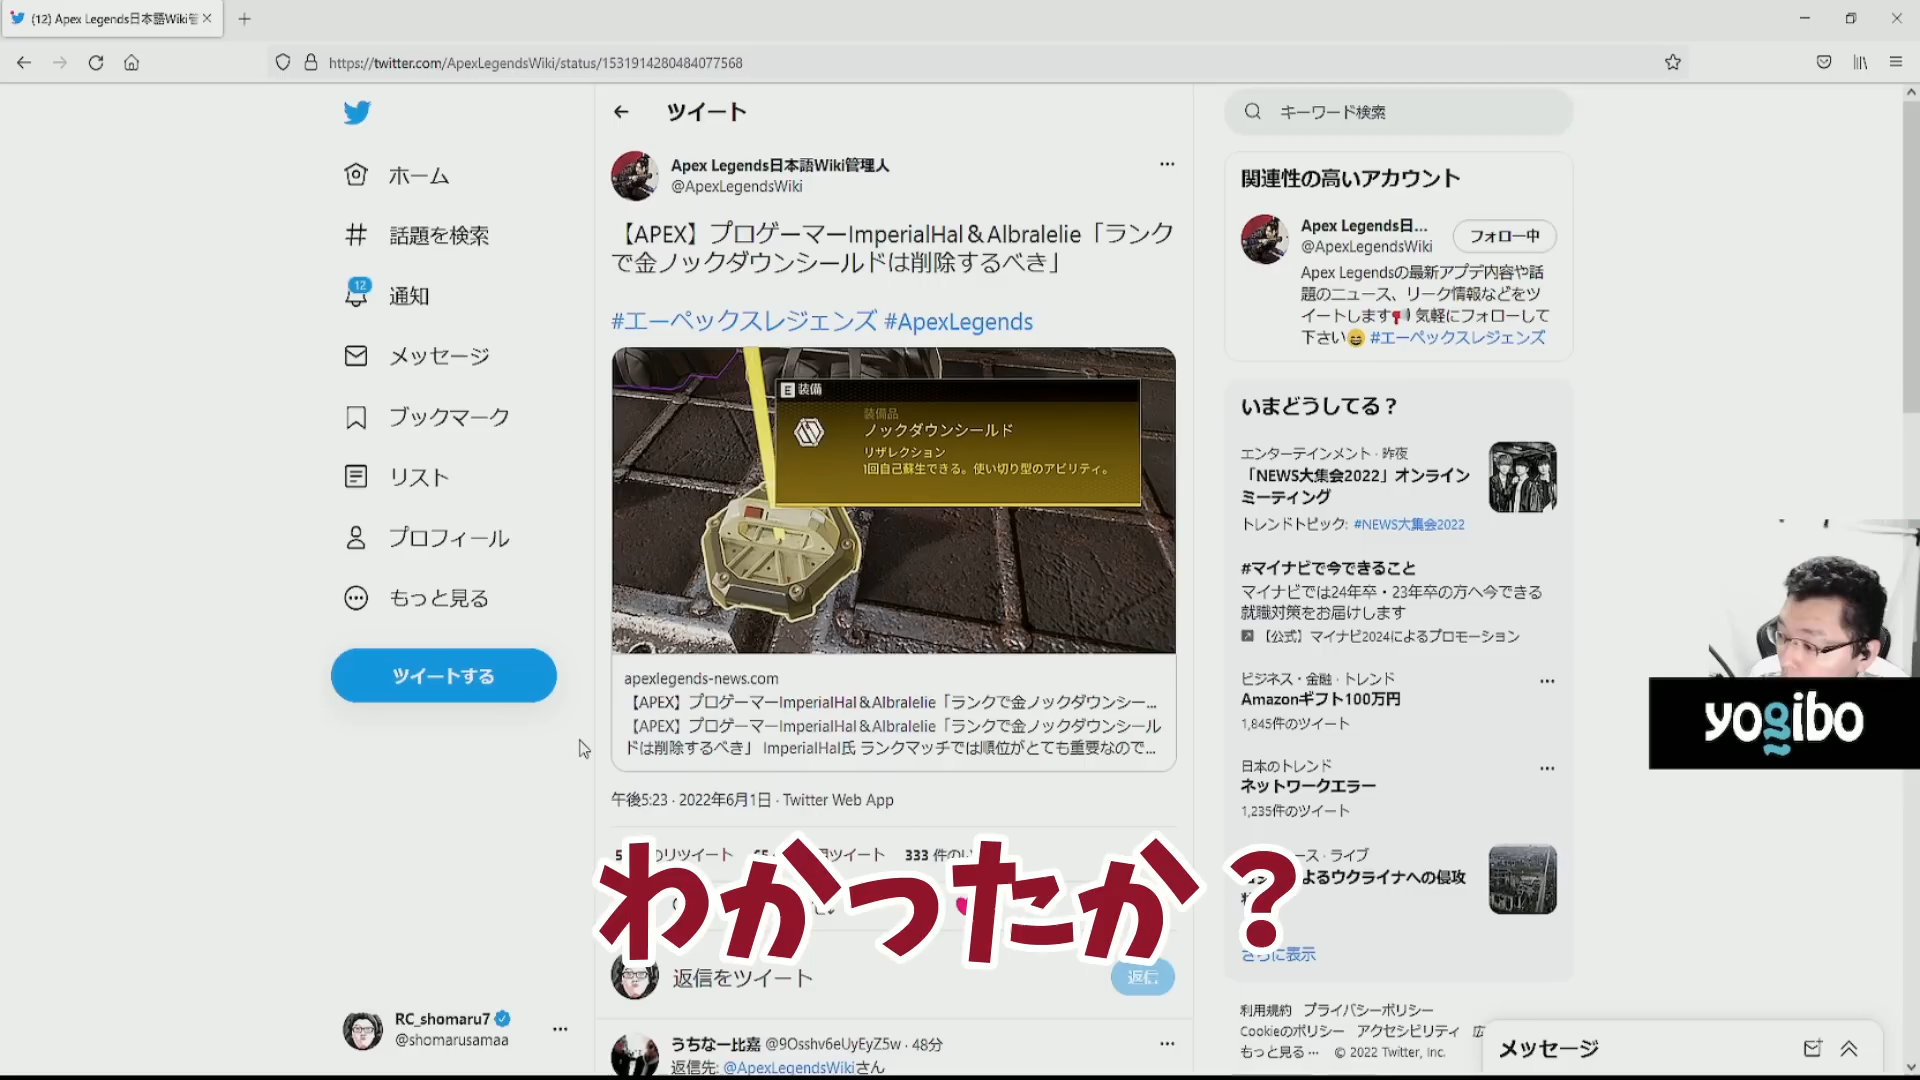 (12) Apex Legends日本語Wiki管
https://twitter.com/ApexLegendsWiki/status/1531914280484077568
ホーム
話題を検索
12
通知
メッセージ
ブックマーク
リスト
プロフィール
もっと見る
ツイートする
RC_shomaru7
@shomarusamaa
ツイート
Apex Legends日本語Wiki管理人
@ApexLegendsWiki
【APEX】プロゲーマーImperialHal＆Albralelie「ランク
で金ノックダウンシールドは削除するべき」
#エーペックスレジェンズ #ApexLegends
E 装備
装備品
ノックダウンシールド
リザレクション
1回自己蘇生できる。使い切り型のアビリティ。
apexlegends-news.com
【APEX】プロゲーマーImperialHal＆Albralelie「ランクで金ノックダウンシー...
【APEX】プロゲーマーImperialHal＆Albralelie「ランクで金ノックダウンシール
ドは削除するべき」 ImperialHal氏 ランクマッチでは順位がとても重要なので...
午後5:23 · 2022年6月1日 · Twitter Web App
のリツイート 用ツイート 333 件のい
わかったか？
返信をツイート
返信
うちなー比嘉 @9Osshv6eUyEyZ5w · 48分
返信先: @ApexLegendsWikiさん
キーワード検索
関連性の高いアカウント
Apex Legends日...
@ApexLegendsWiki
フォロー中
Apex Legendsの最新アプデ内容や話
題のニュース、リーク情報などをツ
イートします📢 気軽にフォローして
下さい😄 #エーペックスレジェンズ
いまどうしてる？
エンターテインメント · 昨夜
「NEWS大集会2022」オンライン
ミーティング
トレンドトピック: #NEWS大集会2022
#マイナビで今できること
マイナビでは24年卒・23年卒の方へ今できる
就職対策をお届けします
【公式】マイナビ2024によるプロモーション
ビジネス・金融 · トレンド
Amazonギフト100万円
1,845件のツイート
日本のトレンド
ネットワークエラー
1,235件のツイート
ース · ライブ
よるウクライナへの侵攻
さらに表示
利用規約 プライバシーポリシー
Cookieのポリシー アクセシビリティ 広
もっと見る ··· © 2022 Twitter, Inc.
メッセージ
yogibo